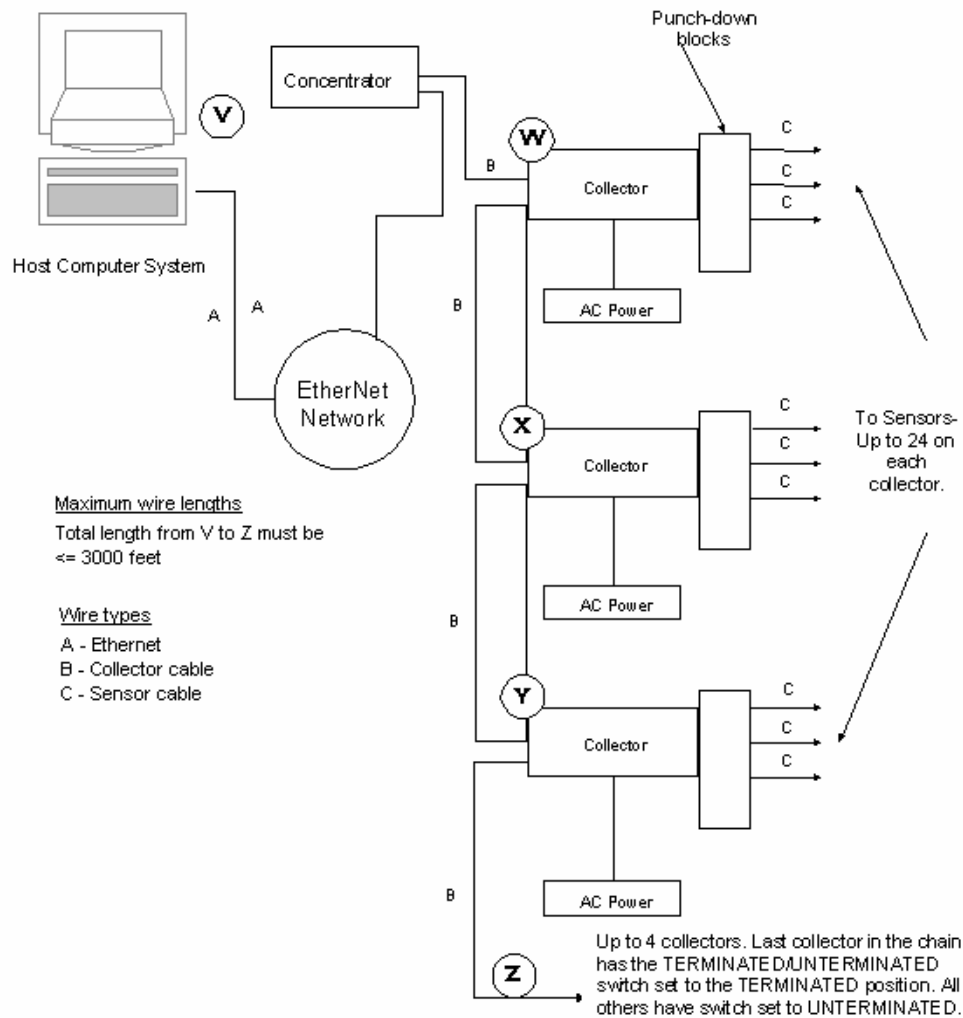 Punch-down
blocks
Concentrator
V
W
C
C
C
B
Collector
Host Computer System
AC Power
B
A
A
EtherNet
Network
X
C
C
C
Collector
To Sensors-
Up to 24 on
each
collector.
Maximum wire lengths
Total length from V to Z must be
<= 3000 feet
AC Power
Wire types
A - Ethernet
B - Collector cable
C - Sensor cable
B
Y
C
C
C
Collector
B
AC Power
Z
Up to 4 collectors. Last collector in the chain
has the TERMINATED/UNTERMINATED
switch set to the TERMINATED position. All
others have switch set to UNTERMINATED.